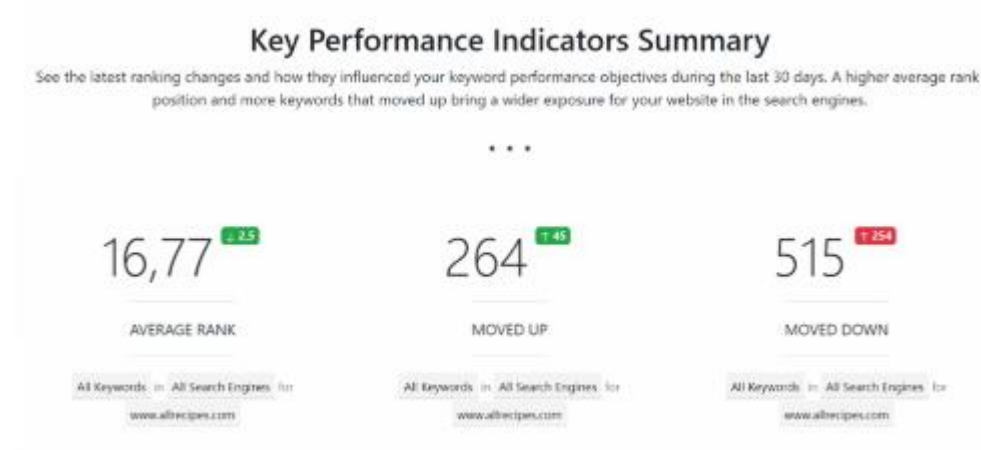 Key Performance Indicators Summary
See the latest ranking changes and how they influenced your keyword performance objectives during the last 30 days. A higher average rank
position and more keywords that moved up bring a wider exposure for your website in the search engines.
• • •
16,77 ↓ 2.5
264 ↑ 45
515 ↑ 254
AVERAGE RANK
MOVED UP
MOVED DOWN
All Keywords in All Search Engines for
www.allrecipes.com
All Keywords in All Search Engines for
www.allrecipes.com
All Keywords in All Search Engines for
www.allrecipes.com